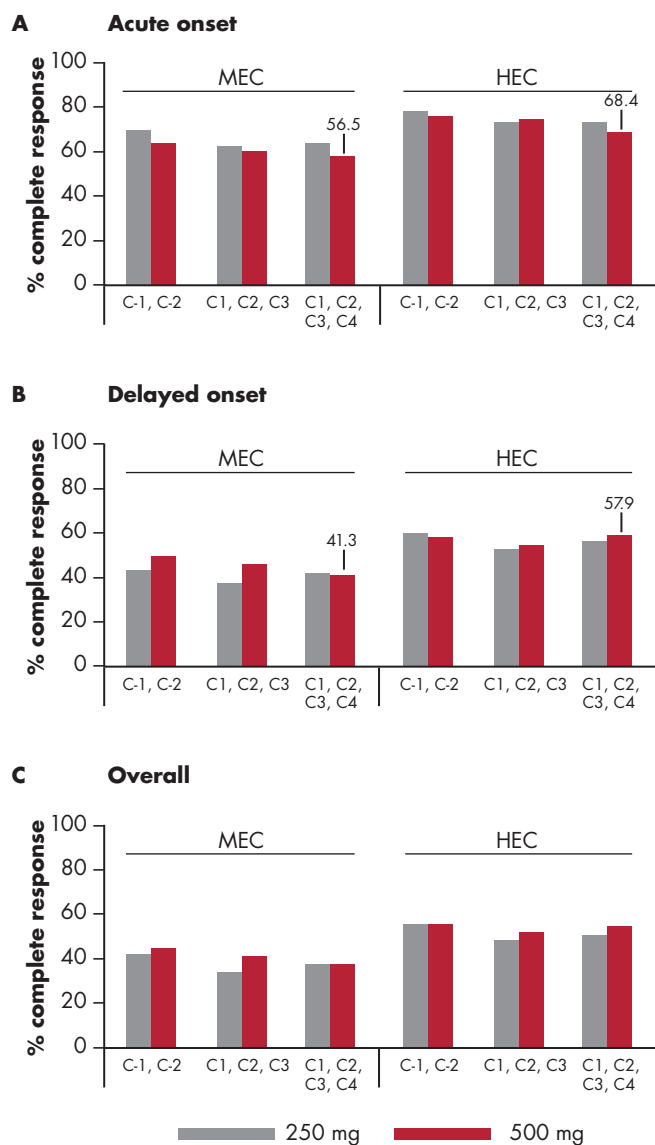 A Acute onset
% complete response
100
80
60
40
20
0
MEC
HEC
56.5
68.4
C-1, C-2
C1, C2, C3
C1, C2,
C3, C4
C-1, C-2
C1, C2, C3
C1, C2,
C3, C4
B Delayed onset
% complete response
100
80
60
40
20
0
MEC
HEC
41.3
57.9
C-1, C-2
C1, C2, C3
C1, C2,
C3, C4
C-1, C-2
C1, C2, C3
C1, C2,
C3, C4
C Overall
% complete response
100
80
60
40
20
0
MEC
HEC
C-1, C-2
C1, C2, C3
C1, C2,
C3, C4
C-1, C-2
C1, C2, C3
C1, C2,
C3, C4
250 mg
500 mg